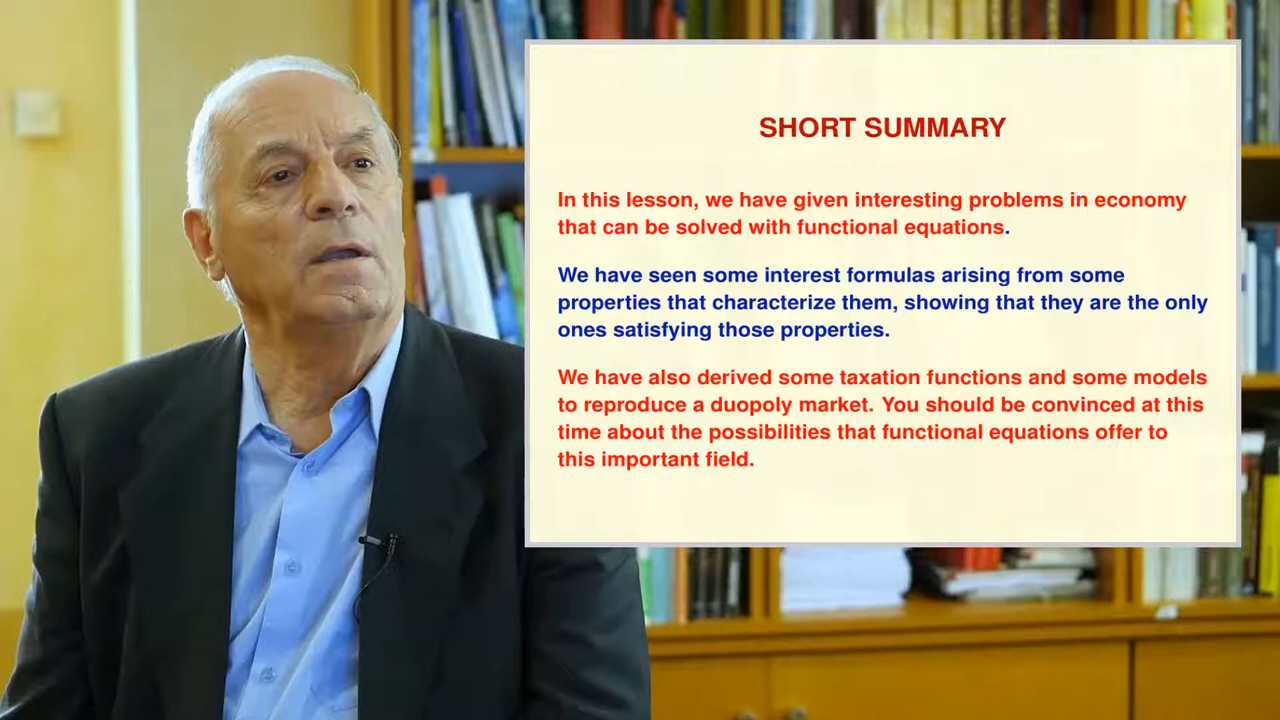 SHORT SUMMARY
In this lesson, we have given interesting problems in economy
that can be solved with functional equations.
We have seen some interest formulas arising from some
properties that characterize them, showing that they are the only
ones satisfying those properties.
We have also derived some taxation functions and some models
to reproduce a duopoly market. You should be convinced at this
time about the possibilities that functional equations offer to
this important field.